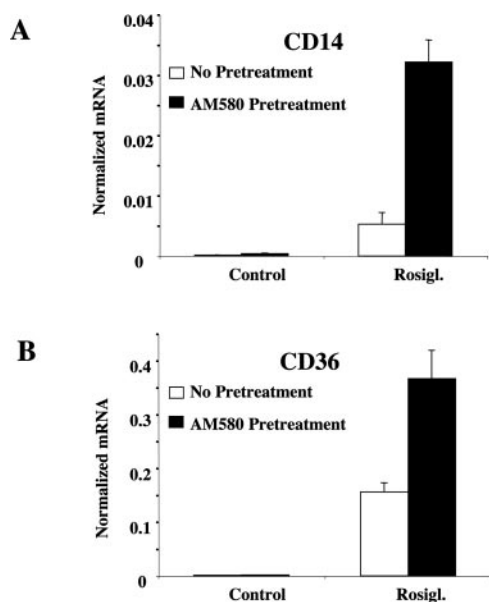 A
CD14
No Pretreatment
AM580 Pretreatment
Normalized mRNA
0.04
0.03
0.02
0.01
0
Control
Rosigl.
B
CD36
No Pretreatment
AM580 Pretreatment
Normalized mRNA
0.4
0.3
0.2
0.1
0
Control
Rosigl.